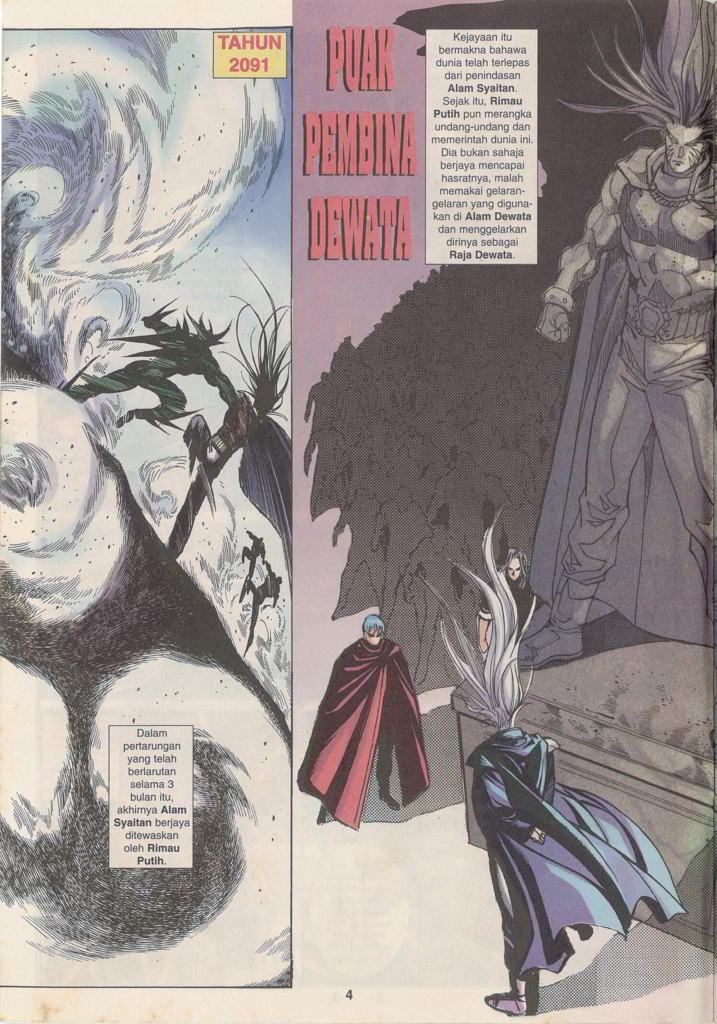 TAHUN
2091
PUAK
PEMBINA
DEWATA
Kejayaan itu
bermakna bahawa
dunia telah terlepas
dari penindasan
Alam Syaitan.
Sejak itu, Rimau
Putih pun merangka
undang-undang dan
memerintah dunia ini.
Dia bukan sahaja
berjaya mencapai
hasratnya, malah
memakai gelaran-
gelaran yang diguna-
kan di Alam Dewata
dan menggelarkan
dirinya sebagai
Raja Dewata.
Dalam
pertarungan
yang telah
berlarutan
selama 3
bulan itu,
akhirnya Alam
Syaitan berjaya
ditewaskan
oleh Rimau
Putih.
4